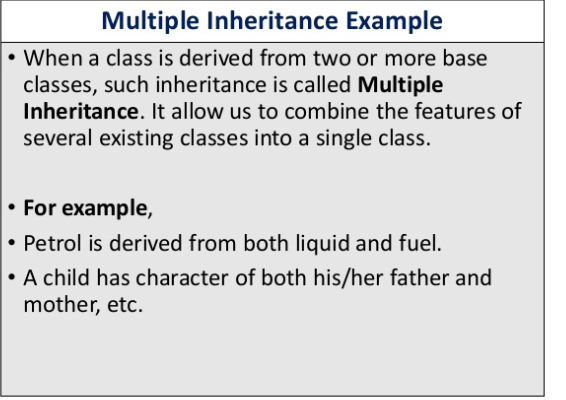 Multiple Inheritance Example
• When a class is derived from two or more base
classes, such inheritance is called Multiple
Inheritance. It allow us to combine the features of
several existing classes into a single class.
• For example,
• Petrol is derived from both liquid and fuel.
• A child has character of both his/her father and
mother, etc.